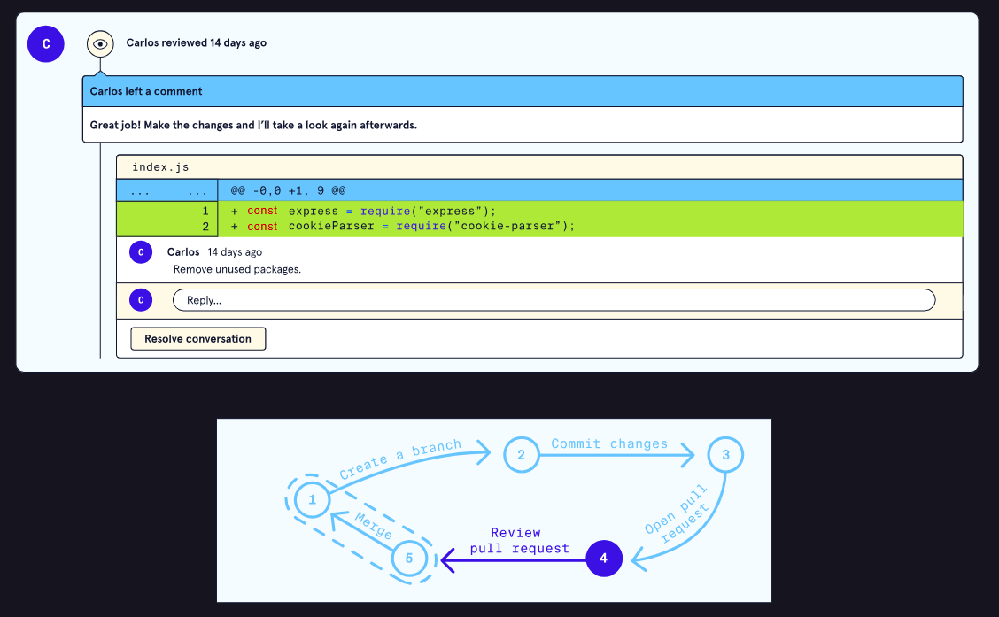 C
Carlos reviewed 14 days ago
Carlos left a comment
Great job! Make the changes and I'll take a look again afterwards.
index.js
... ... @@ -0,0 +1, 9 @@
1 + const express = require("express");
2 + const cookieParser = require("cookie-parser");
C Carlos 14 days ago
Remove unused packages.
C Reply...
Resolve conversation
1
Create a branch
2
Commit changes
3
Open pull
request
4
Review
pull request
5
Merge